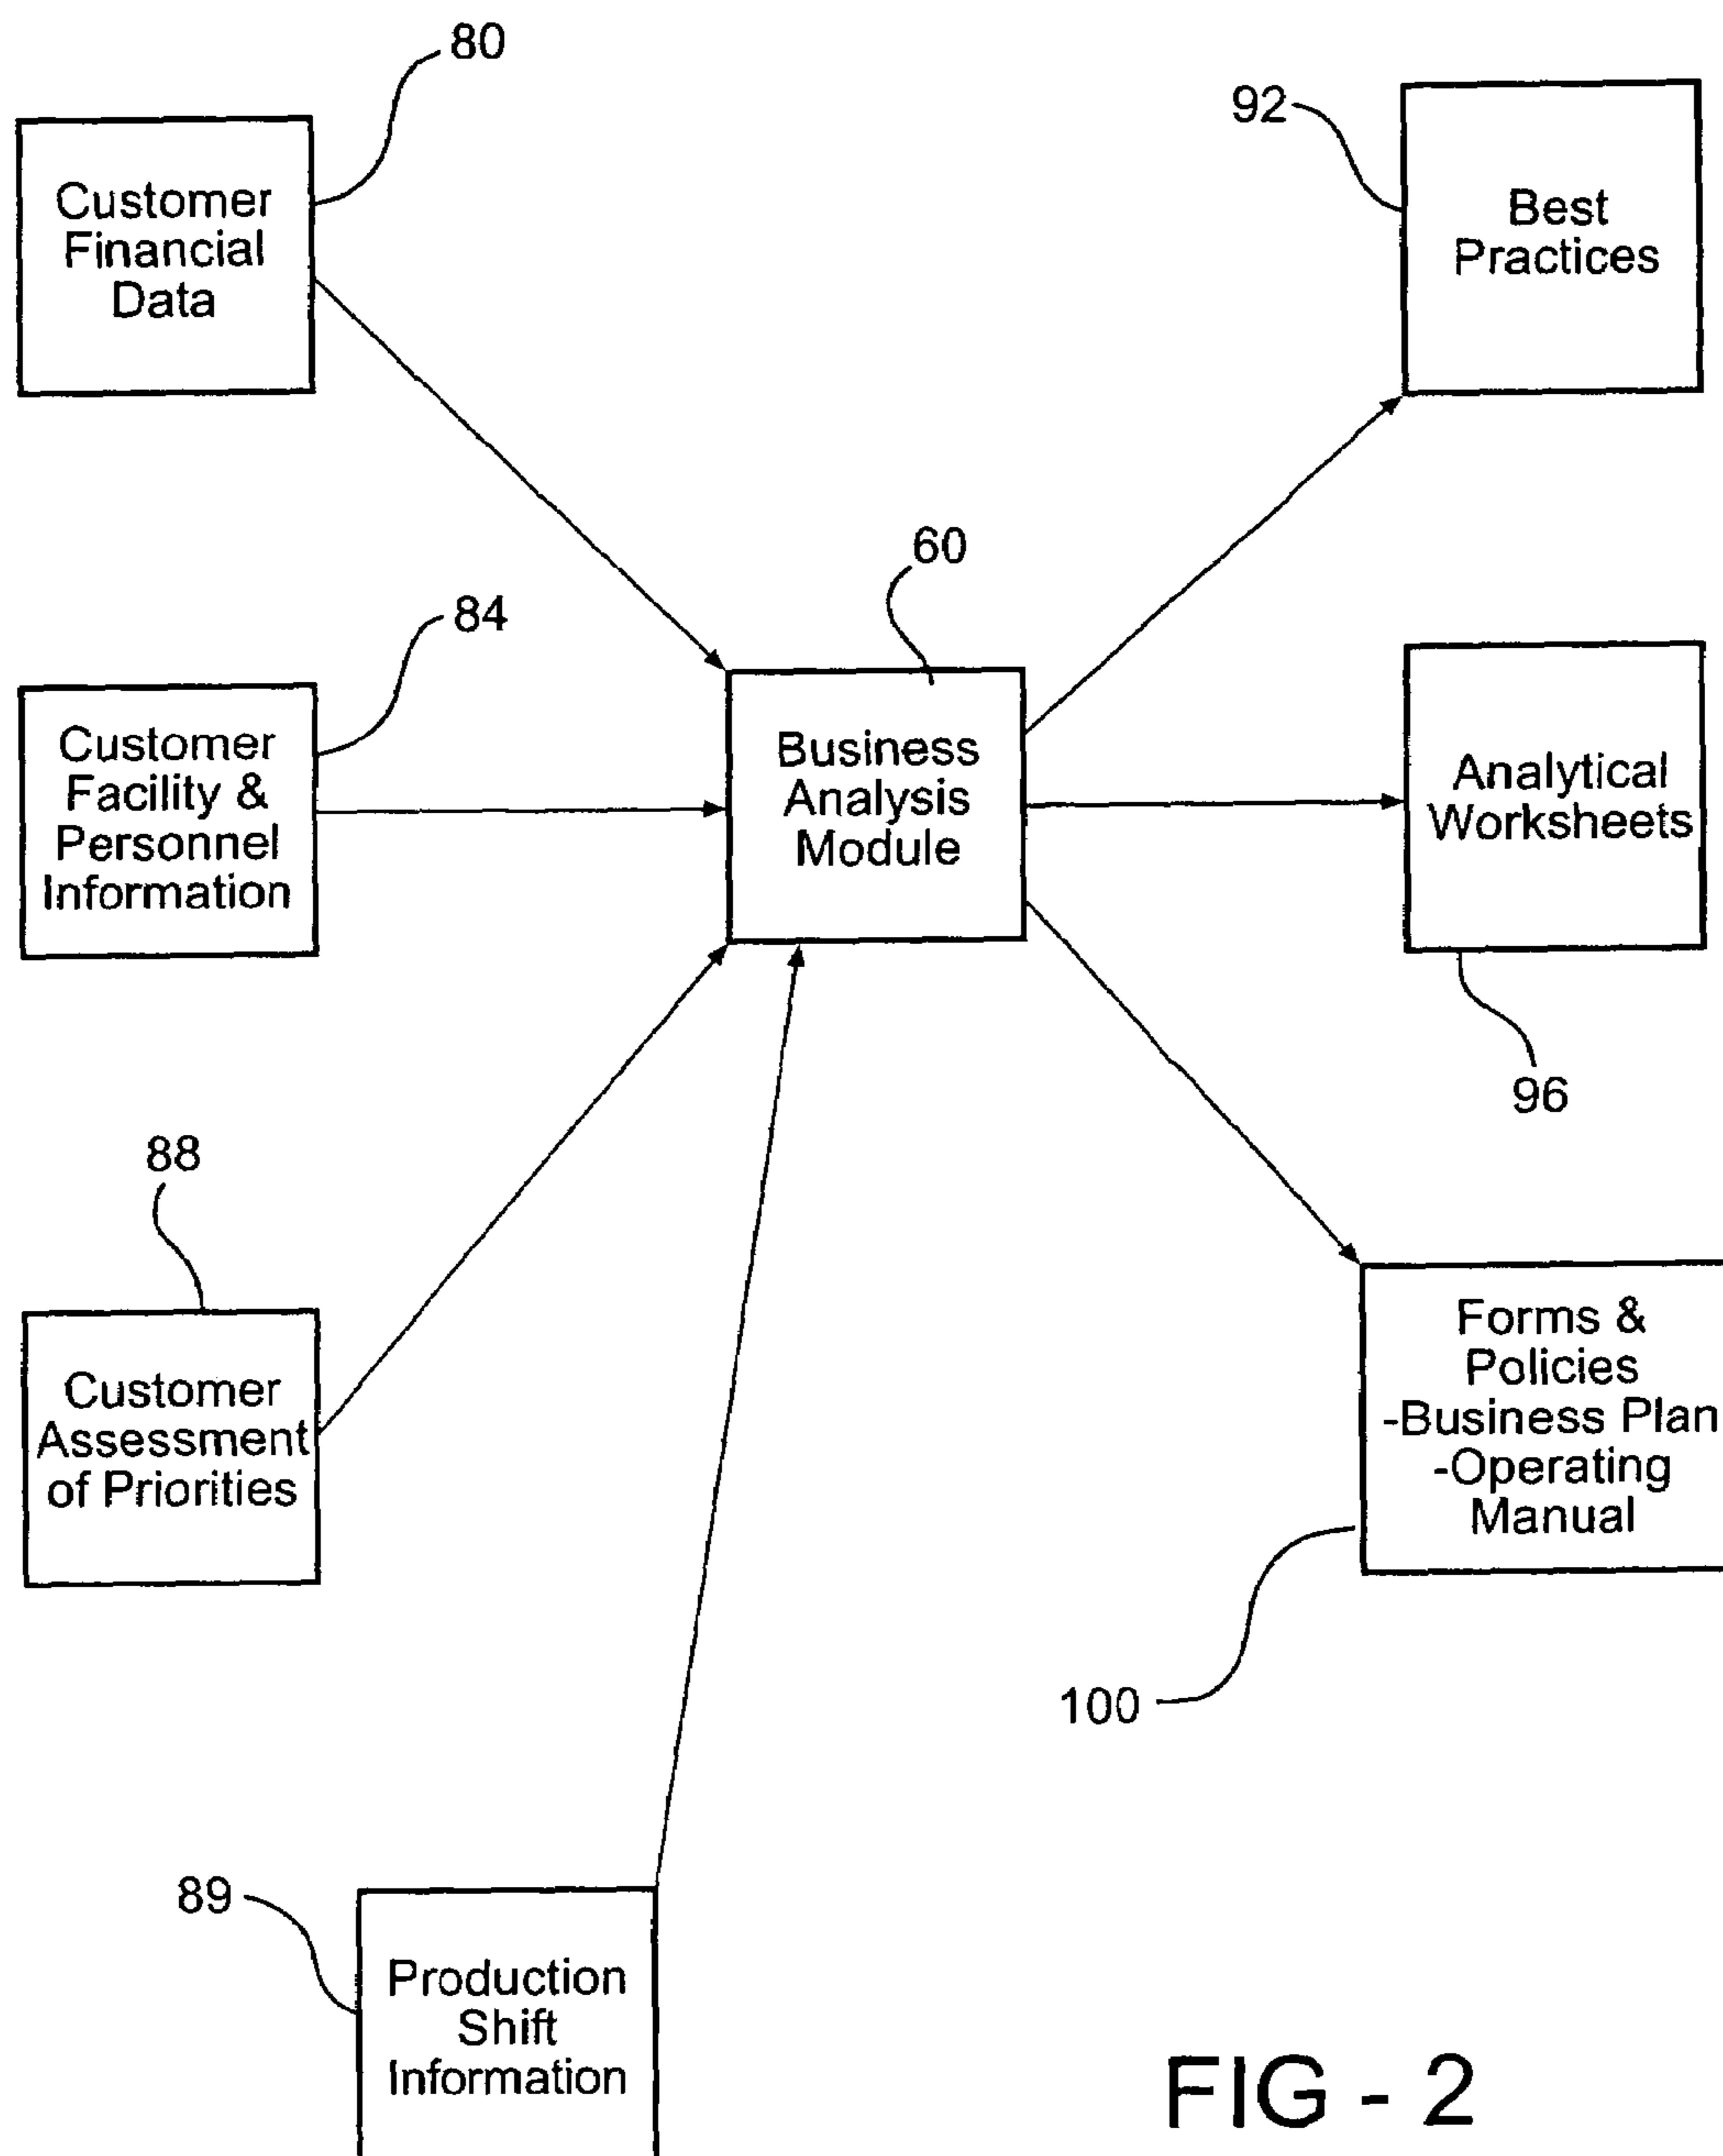 80
Customer
Financial
Data
92
Best
Practices
84
Customer
Facility &
Personnel
Information
60
Business
Analysis
Module
Analytical
Worksheets
96
88
Customer
Assessment
of Priorities
Forms &
Policies
-Business Plan
-Operating
Manual
100
89
Production
Shift
Information
FIG - 2